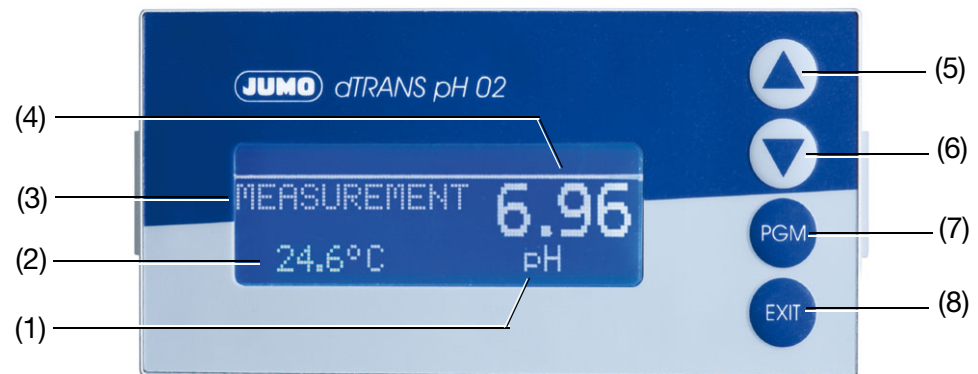 JUMO dTRANS pH 02
(4)
(5)
(6)
(3) MEASUREMENT 6.96
PGM (7)
(2) 24.6°C pH
EXIT (8)
(1)